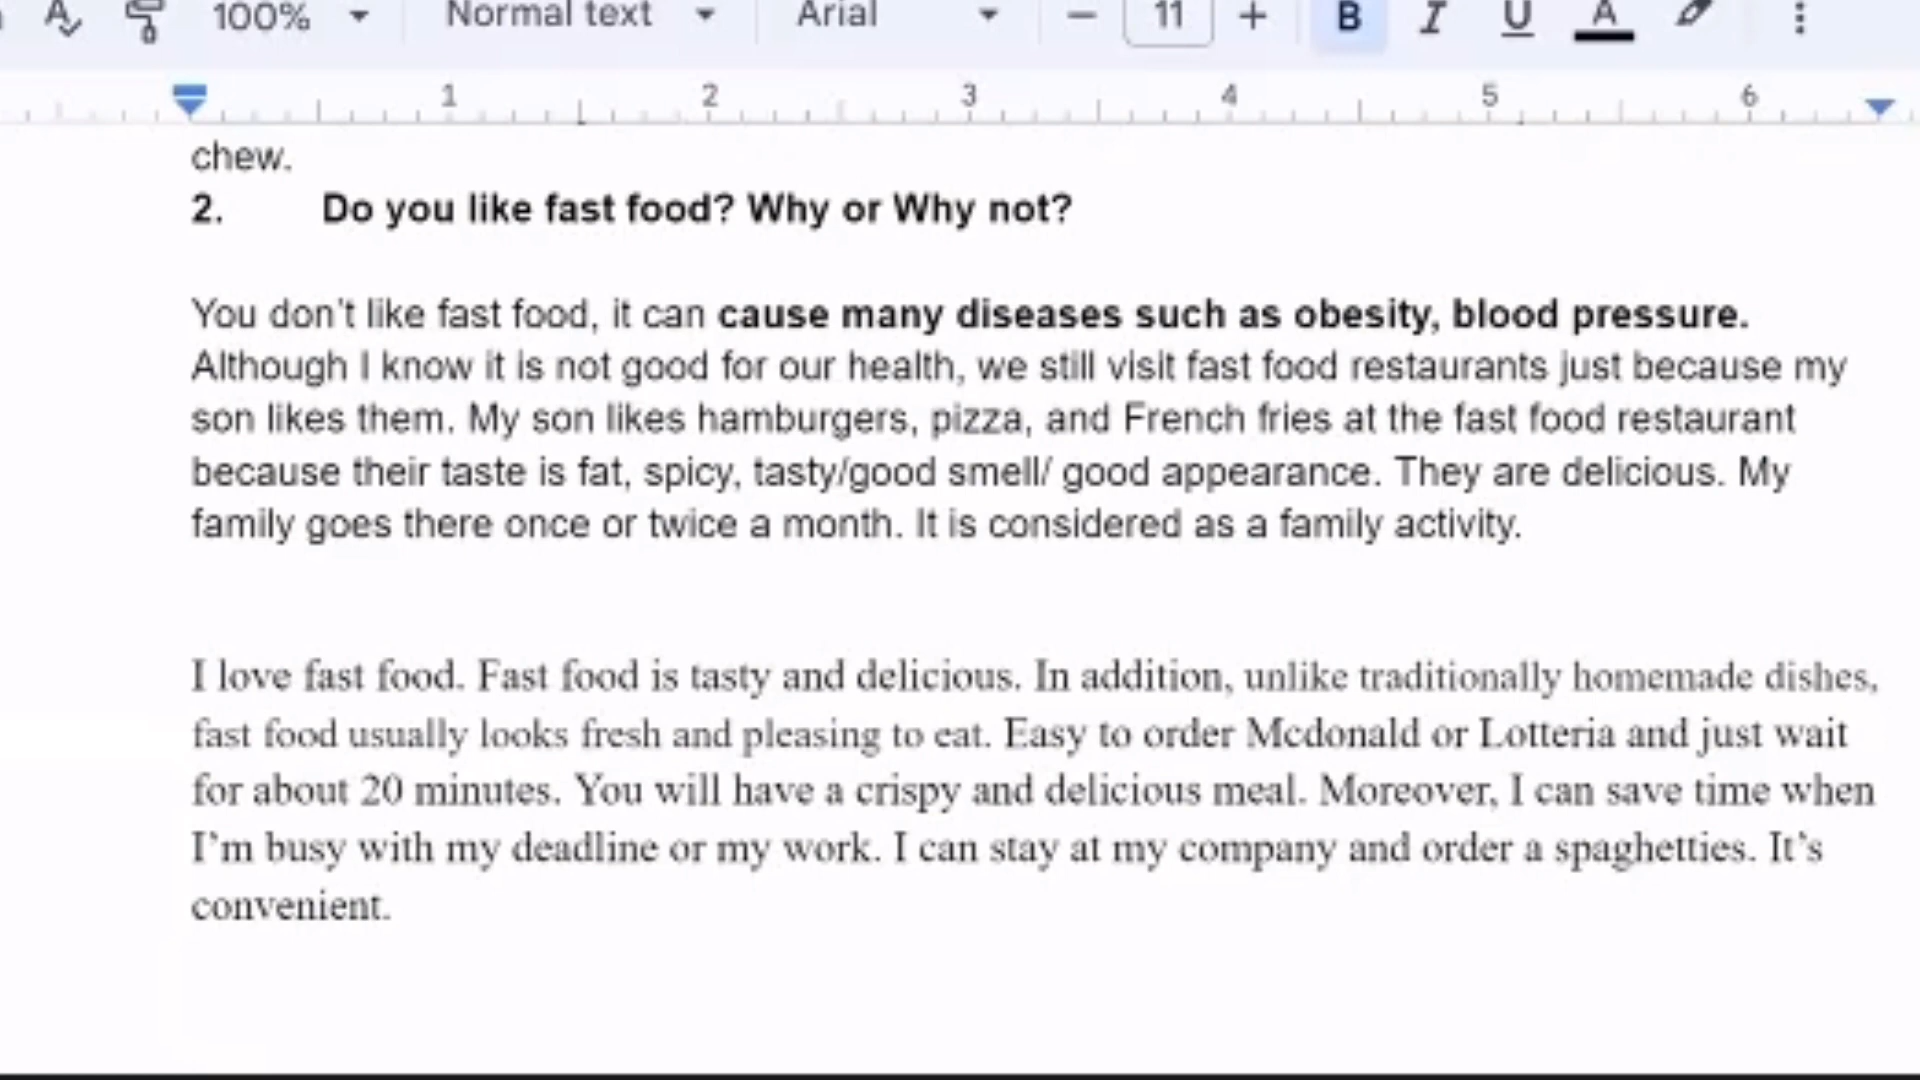 100% Normal text Arial 11 B I U A
1 2 3 4 5 6
chew.
2. Do you like fast food? Why or Why not?
You don't like fast food, it can cause many diseases such as obesity, blood pressure.
Although I know it is not good for our health, we still visit fast food restaurants just because my
son likes them. My son likes hamburgers, pizza, and French fries at the fast food restaurant
because their taste is fat, spicy, tasty/good smell/ good appearance. They are delicious. My
family goes there once or twice a month. It is considered as a family activity.
I love fast food. Fast food is tasty and delicious. In addition, unlike traditionally homemade dishes,
fast food usually looks fresh and pleasing to eat. Easy to order Mcdonald or Lotteria and just wait
for about 20 minutes. You will have a crispy and delicious meal. Moreover, I can save time when
I'm busy with my deadline or my work. I can stay at my company and order a spaghetties. It's
convenient.